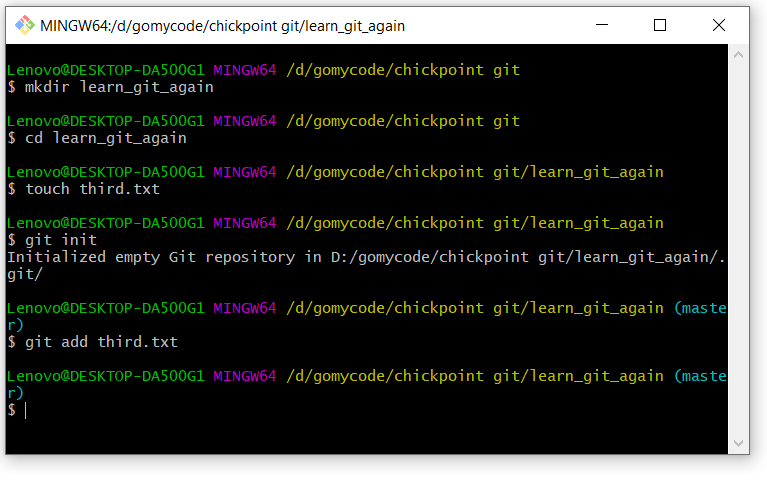 MINGW64:/d/gomycode/chickpoint git/learn_git_again
Lenovo@DESKTOP-DA500G1 MINGW64 /d/gomycode/chickpoint git
$ mkdir learn_git_again
Lenovo@DESKTOP-DA500G1 MINGW64 /d/gomycode/chickpoint git
$ cd learn_git_again
Lenovo@DESKTOP-DA500G1 MINGW64 /d/gomycode/chickpoint git/learn_git_again
$ touch third.txt
Lenovo@DESKTOP-DA500G1 MINGW64 /d/gomycode/chickpoint git/learn_git_again
$ git init
Initialized empty Git repository in D:/gomycode/chickpoint git/learn_git_again/.
git/
Lenovo@DESKTOP-DA500G1 MINGW64 /d/gomycode/chickpoint git/learn_git_again (maste
r)
$ git add third.txt
Lenovo@DESKTOP-DA500G1 MINGW64 /d/gomycode/chickpoint git/learn_git_again (maste
r)
$